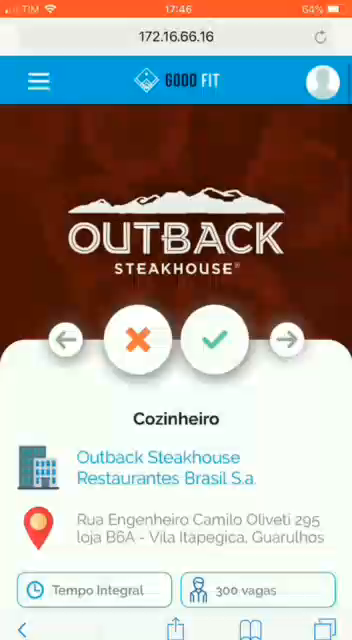 TIM 17:46 64%
172.16.66.16
GOOD FIT
OUTBACK
STEAKHOUSE®
Cozinheiro
Outback Steakhouse
Restaurantes Brasil S.a.
Rua Engenheiro Camilo Oliveti 295
loja B6A - Vila Itapegica, Guarulhos
Tempo Integral 300 vagas